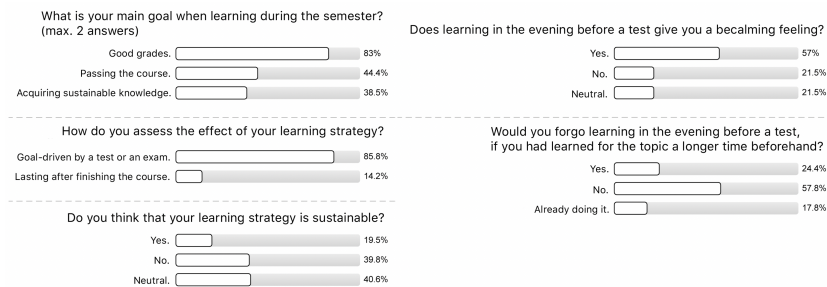 What is your main goal when learning during the semester?
(max. 2 answers)
Good grades. 83%
Passing the course. 44.4%
Acquiring sustainable knowledge. 38.5%
How do you assess the effect of your learning strategy?
Goal-driven by a test or an exam. 85.8%
Lasting after finishing the course. 14.2%
Do you think that your learning strategy is sustainable?
Yes. 19.5%
No. 39.8%
Neutral. 40.6%
Does learning in the evening before a test give you a becalming feeling?
Yes. 57%
No. 21.5%
Neutral. 21.5%
Would you forgo learning in the evening before a test,
if you had learned for the topic a longer time beforehand?
Yes. 24.4%
No. 57.8%
Already doing it. 17.8%